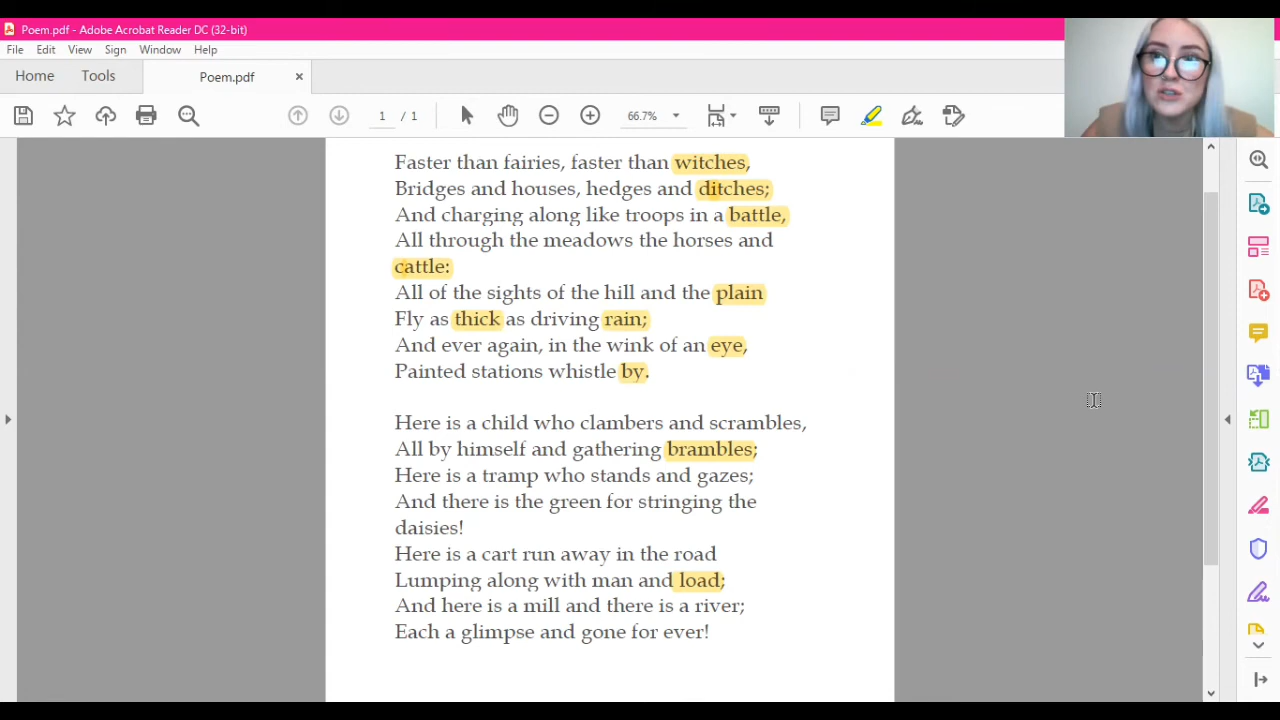 Poem.pdf - Adobe Acrobat Reader DC (32-bit)
File Edit View Sign Window Help
Home Tools Poem.pdf ×
1 / 1 66.7%
Faster than fairies, faster than witches,
Bridges and houses, hedges and ditches;
And charging along like troops in a battle,
All through the meadows the horses and
cattle:
All of the sights of the hill and the plain
Fly as thick as driving rain;
And ever again, in the wink of an eye,
Painted stations whistle by.
Here is a child who clambers and scrambles,
All by himself and gathering brambles;
Here is a tramp who stands and gazes;
And there is the green for stringing the
daisies!
Here is a cart run away in the road
Lumping along with man and load;
And here is a mill and there is a river;
Each a glimpse and gone for ever!